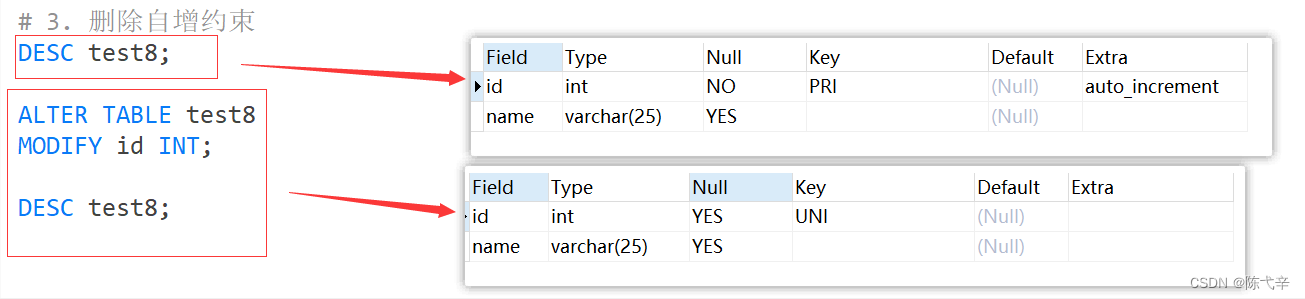 # 3. 删除自增约束
DESC test8;
ALTER TABLE test8
MODIFY id INT;
DESC test8;
Field Type Null Key Default Extra
id int NO PRI (Null) auto_increment
name varchar(25) YES (Null)
Field Type Null Key Default Extra
id int YES UNI (Null)
name varchar(25) YES (Null)
CSDN @陈弋辛